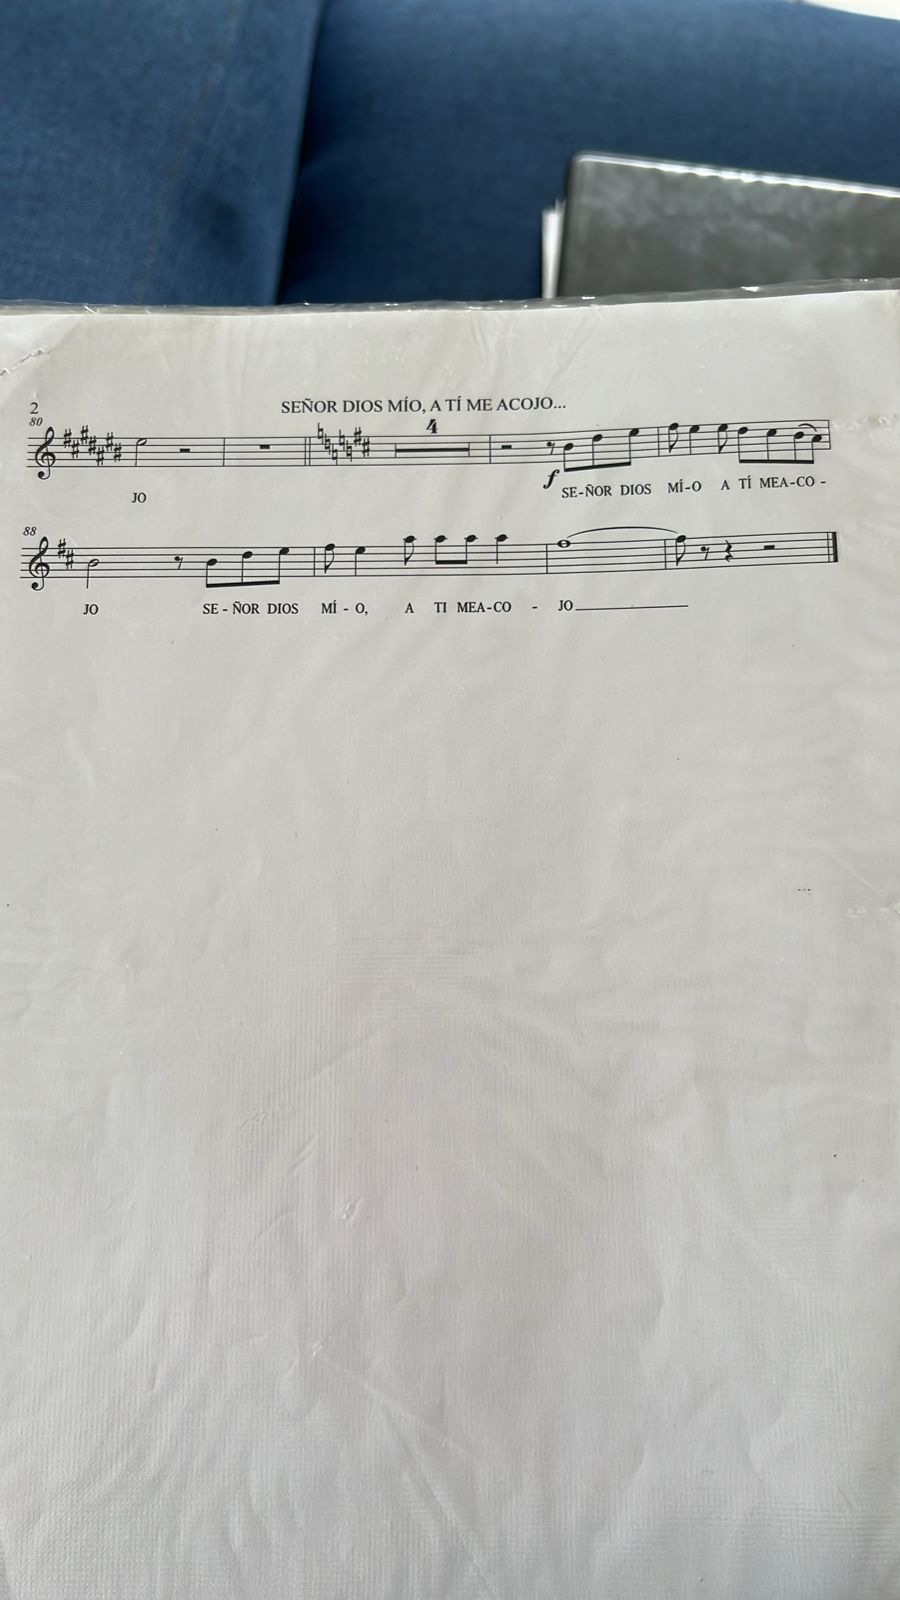 2
SEÑOR DIOS MÍO, A TÍ ME ACOJO...
80
4
f
JO SE-ÑOR DIOS MÍ-O A TÍ MEA-CO -
88
JO SE - ÑOR DIOS MÍ - O, A TI MEA-CO - JO